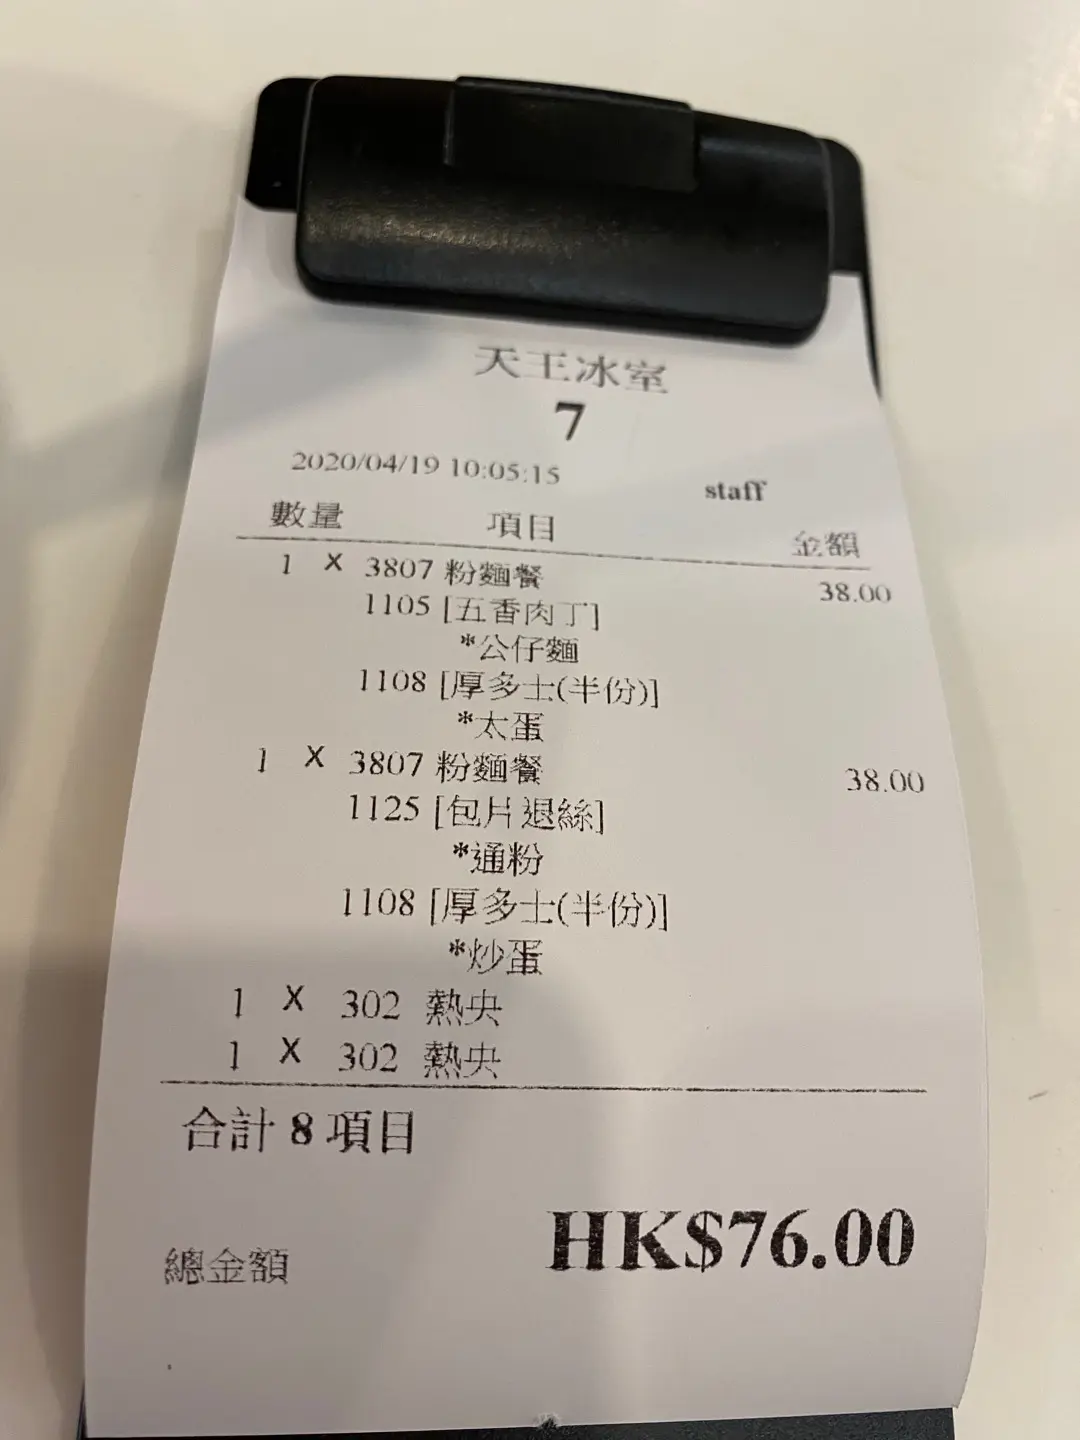 天王冰室
7
2020/04/19 10:05:15 staff
數量 項目 金額
1 X 3807 粉麵餐 38.00
1105 [五香肉丁]
*公仔麵
1108 [厚多士(半份)]
*太蛋
1 X 3807 粉麵餐 38.00
1125 [包片退絲]
*通粉
1108 [厚多士(半份)]
*炒蛋
1 X 302 熱央
1 X 302 熱央
合計 8 項目
總金額 HK$76.00